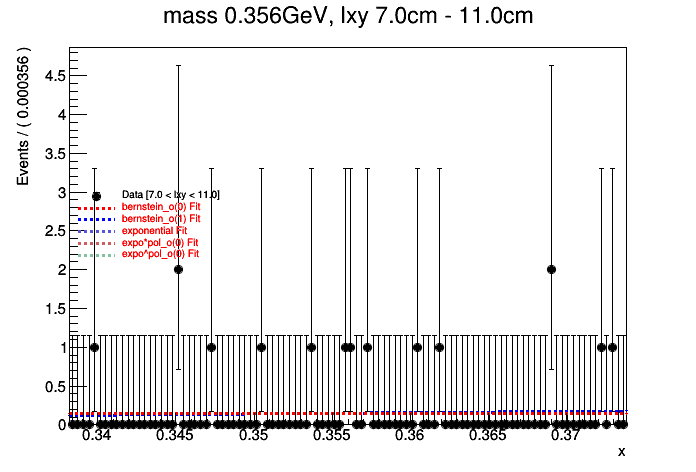 mass 0.356GeV, lxy 7.0cm - 11.0cm
Events / ( 0.000356 )
4.5
4
3.5
3
2.5
2
1.5
1
0.5
0
Data [7.0 < lxy < 11.0]
bernstein_o(0) Fit
bernstein_o(1) Fit
exponential Fit
expo*pol_o(0) Fit
expo^pol_o(0) Fit
0.34 0.345 0.35 0.355 0.36 0.365 0.37
x